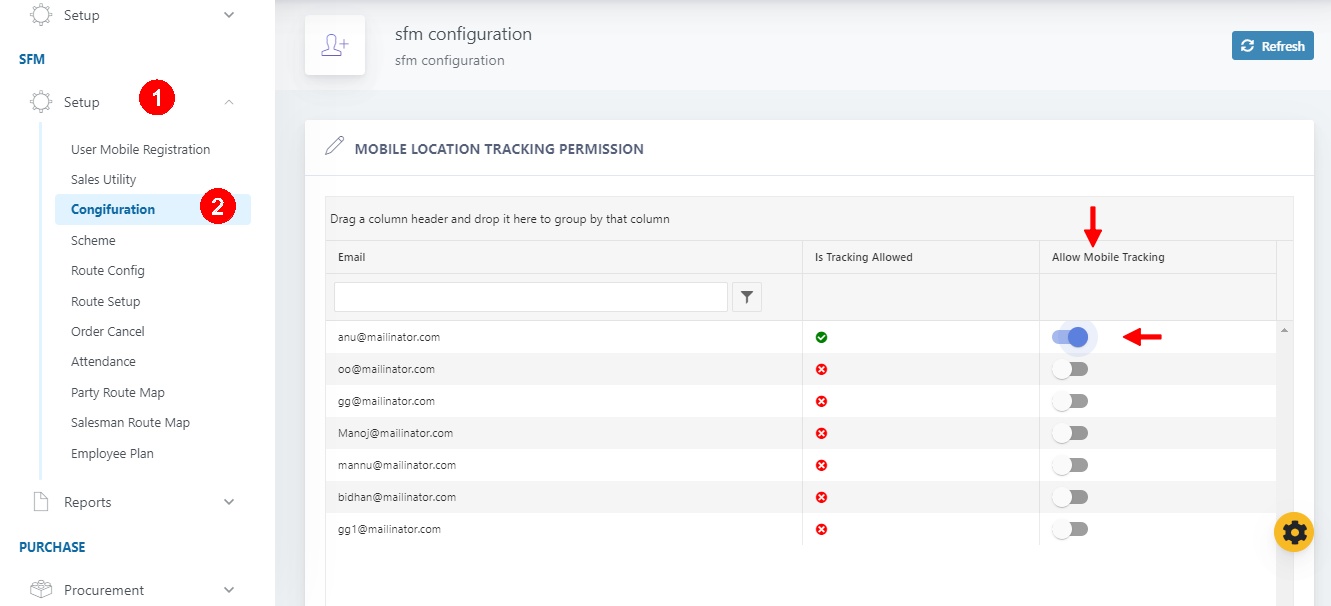 Setup
SFM
Setup
1
User Mobile Registration
Sales Utility
Congifuration
2
Scheme
Route Config
Route Setup
Order Cancel
Attendance
Party Route Map
Salesman Route Map
Employee Plan
Reports
PURCHASE
Procurement
sfm configuration
sfm configuration
Refresh
MOBILE LOCATION TRACKING PERMISSION
Drag a column header and drop it here to group by that column
Email Is Tracking Allowed Allow Mobile Tracking
anu@mailinator.com
oo@mailinator.com
gg@mailinator.com
Manoj@mailinator.com
mannu@mailinator.com
bidhan@mailinator.com
gg1@mailinator.com